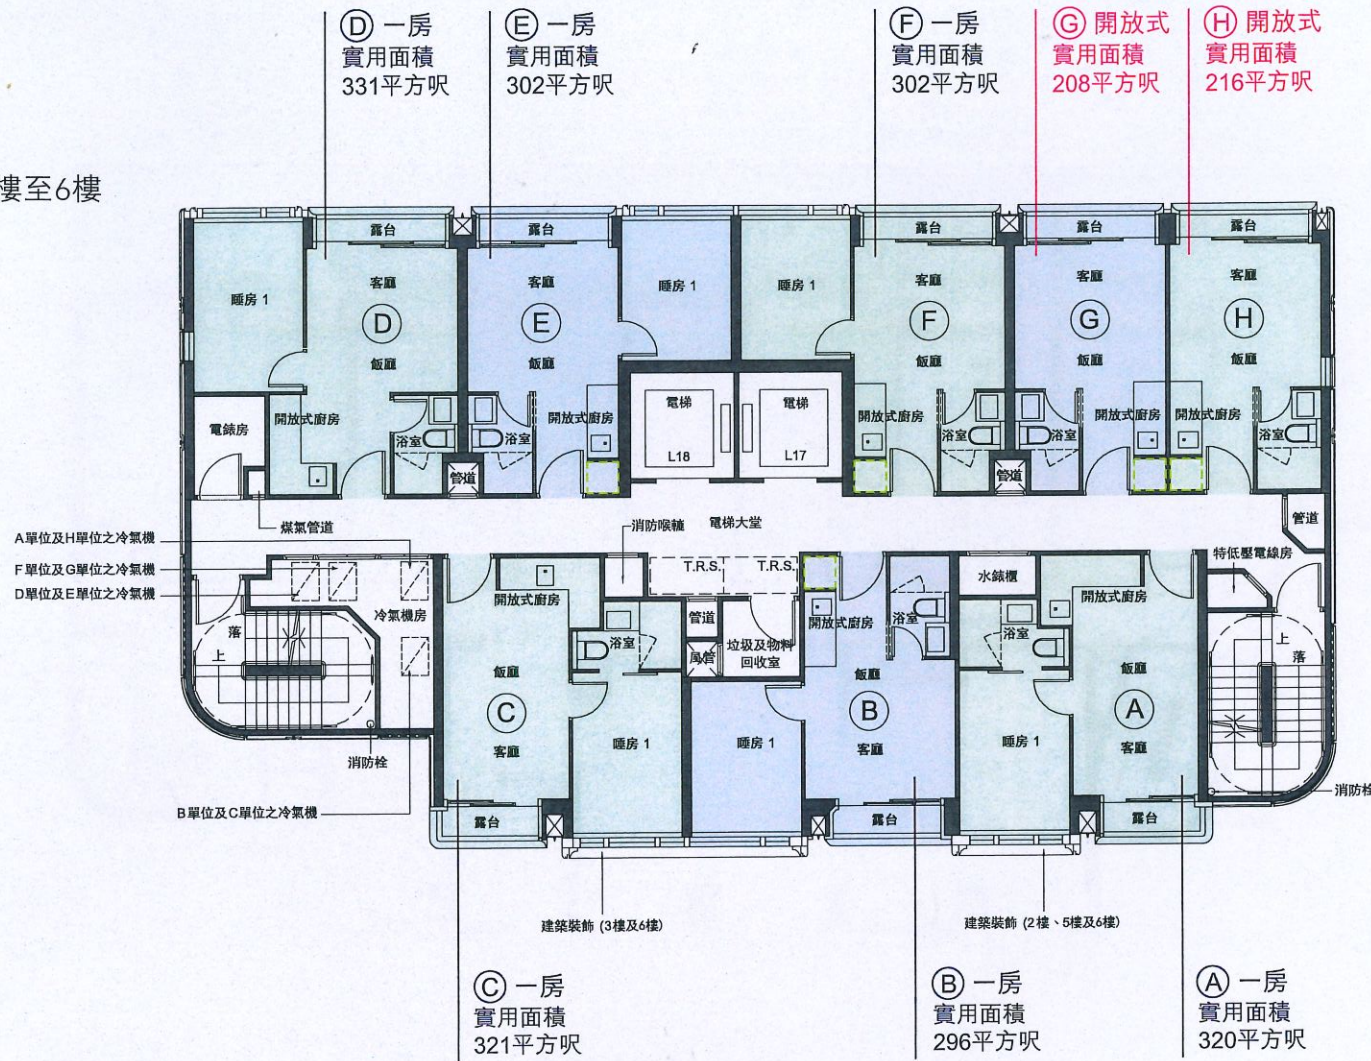 Ⓓ 一房
實用面積
331平方呎
Ⓔ 一房
實用面積
302平方呎
Ⓕ 一房
實用面積
302平方呎
Ⓖ 開放式
實用面積
208平方呎
Ⓗ 開放式
實用面積
216平方呎
樓至6樓
露台
露台
露台
露台
露台
睡房 1
客廳
D
飯廳
客廳
E
飯廳
睡房 1
睡房 1
客廳
F
飯廳
客廳
G
飯廳
客廳
H
飯廳
電錶房
開放式廚房
浴室
管道
浴室
開放式廚房
電梯
L18
電梯
L17
開放式廚房
浴室
管道
浴室
開放式廚房
開放式廚房
浴室
煤氣管道
消防喉轆
電梯大堂
管道
特低壓電線房
A單位及H單位之冷氣機
F單位及G單位之冷氣機
D單位及E單位之冷氣機
冷氣機房
落
上
消防栓
B單位及C單位之冷氣機
開放式廚房
浴室
飯廳
C
客廳
睡房 1
露台
T.R.S.
T.R.S.
管道
風管
垃圾及物料
回收室
開放式廚房
浴室
飯廳
B
客廳
睡房 1
露台
水錶櫃
浴室
開放式廚房
飯廳
A
客廳
睡房 1
露台
上
落
消防栓
建築裝飾 (3樓及6樓)
建築裝飾 (2樓、5樓及6樓)
Ⓒ 一房
實用面積
321平方呎
Ⓑ 一房
實用面積
296平方呎
Ⓐ 一房
實用面積
320平方呎